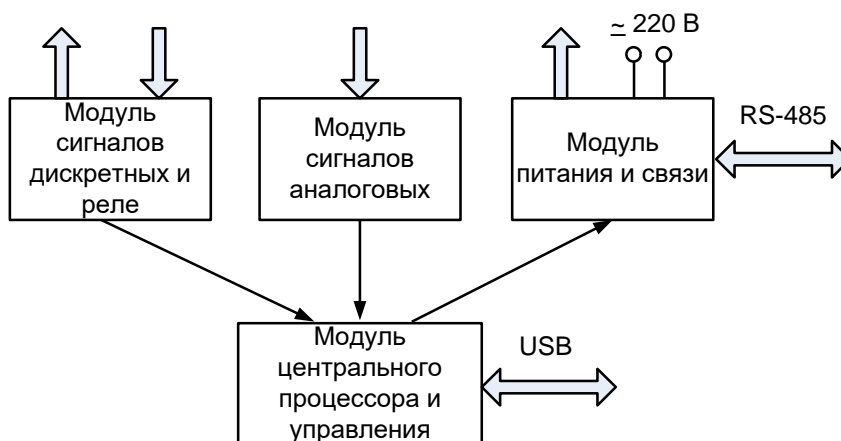 ≃ 220 В
Модуль
сигналов
дискретных и
реле
Модуль
сигналов
аналоговых
Модуль
питания и связи
RS-485
Модуль
центрального
процессора и
управления
USB